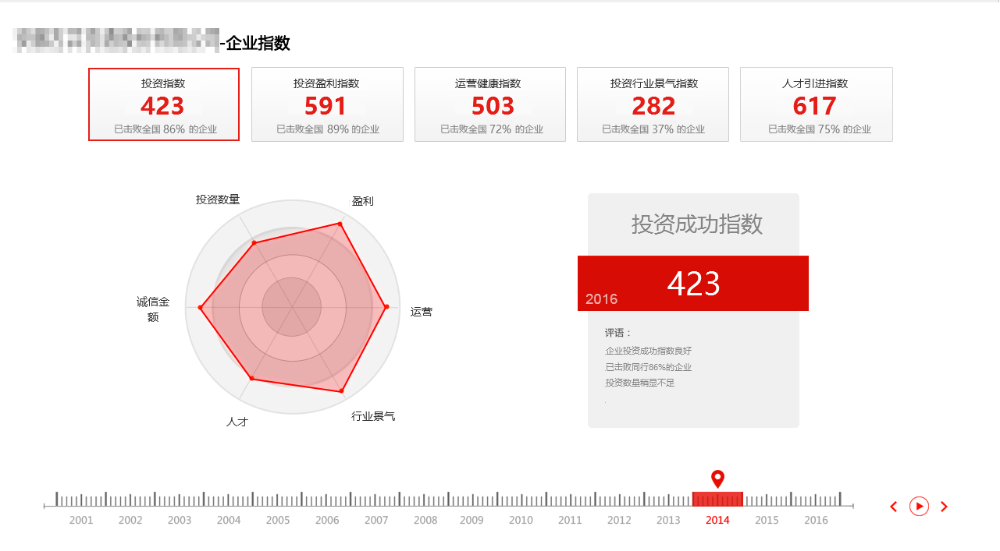 -企业指数
投资指数
423
已击败全国 86% 的企业
投资盈利指数
591
已击败全国 89% 的企业
运营健康指数
503
已击败全国 72% 的企业
投资行业景气指数
282
已击败全国 37% 的企业
人才引进指数
617
已击败全国 75% 的企业
投资数量
盈利
诚信金
额
运营
人才
行业景气
投资成功指数
423
2016
评语：
企业投资成功指数良好
已击败同行86%的企业
投资数量稍显不足
.
2001 2002 2003 2004 2005 2006 2007 2008 2009 2010 2011 2012 2013 2014 2015 2016